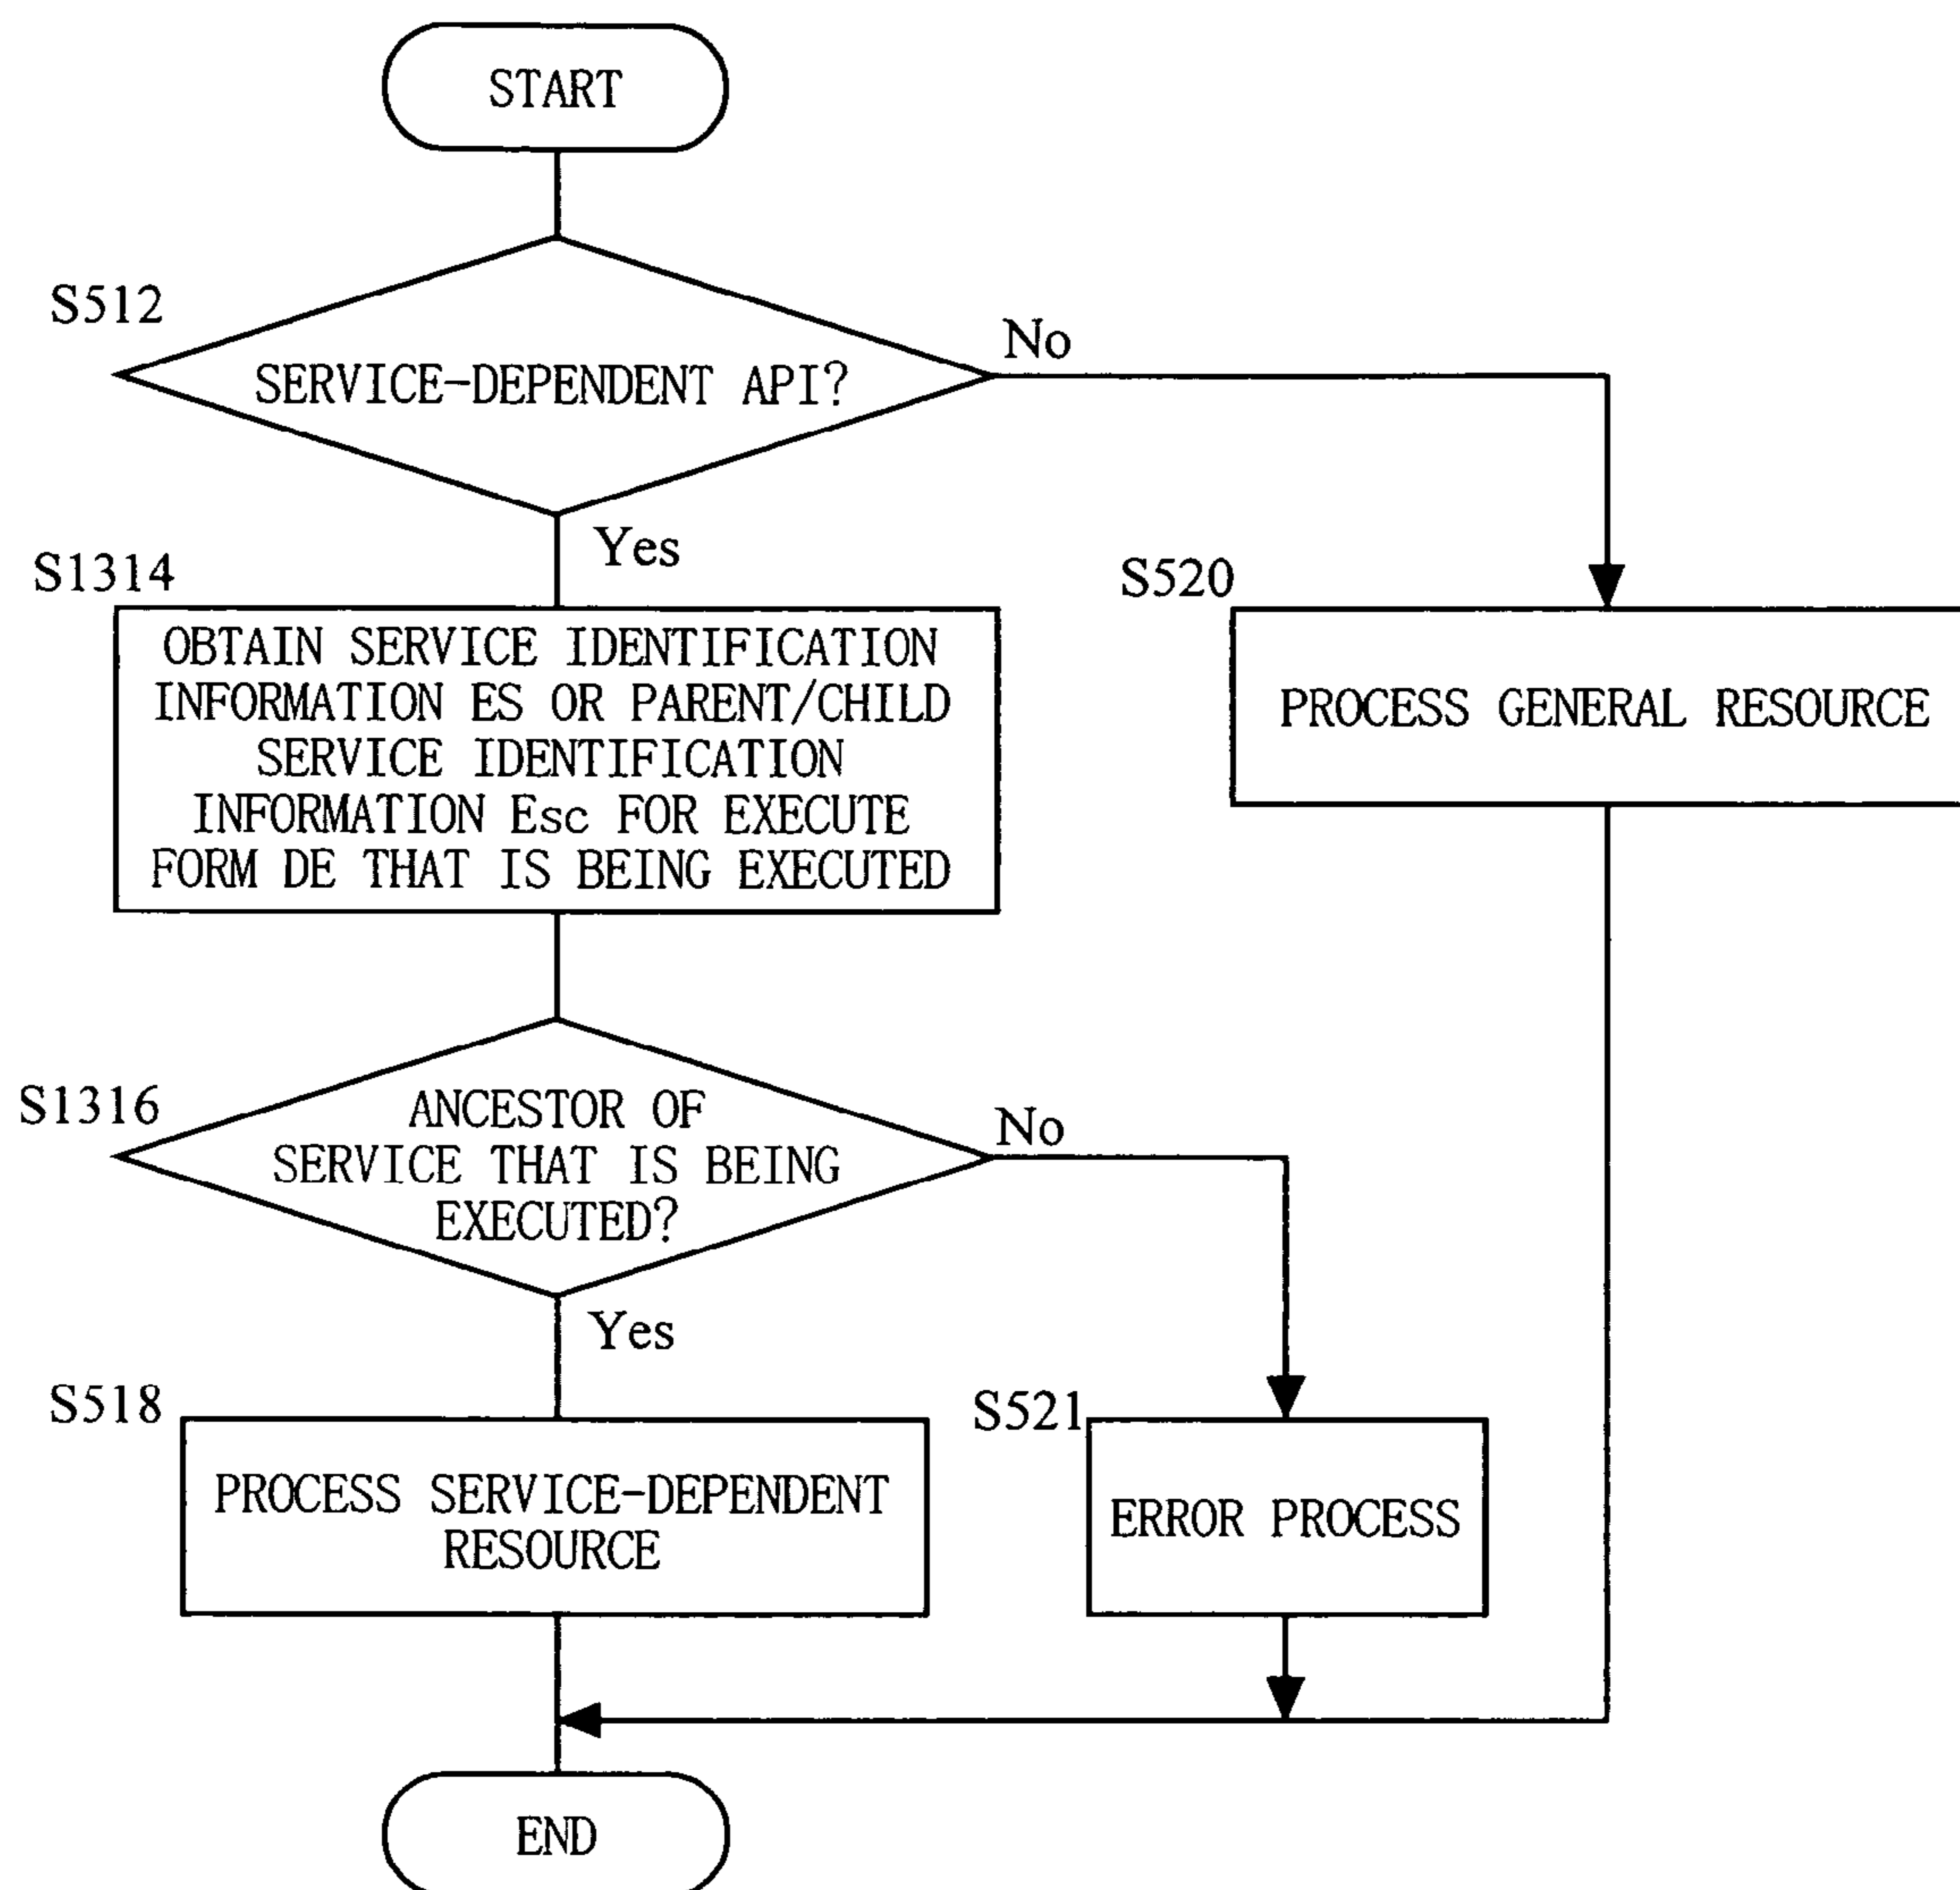 START
S512
SERVICE-DEPENDENT API?
No
Yes
S1314
OBTAIN SERVICE IDENTIFICATION
INFORMATION ES OR PARENT/CHILD
SERVICE IDENTIFICATION
INFORMATION Esc FOR EXECUTE
FORM DE THAT IS BEING EXECUTED
S520
PROCESS GENERAL RESOURCE
S1316
ANCESTOR OF
SERVICE THAT IS BEING
EXECUTED?
No
Yes
S518
PROCESS SERVICE-DEPENDENT
RESOURCE
S521
ERROR PROCESS
END